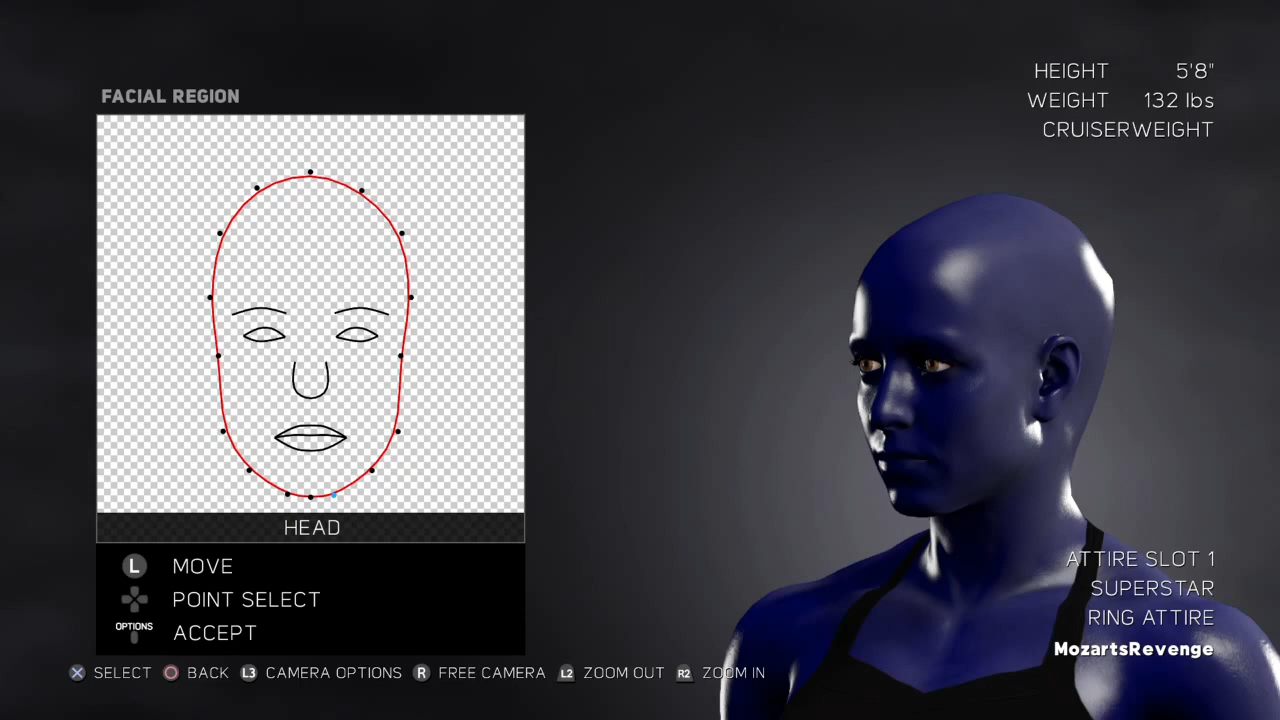 FACIAL REGION
HEIGHT 5'8"
WEIGHT 132 lbs
CRUISERWEIGHT
HEAD
L MOVE
POINT SELECT
OPTIONS ACCEPT
ATTIRE SLOT 1
SUPERSTAR
RING ATTIRE
MozartsRevenge
SELECT BACK L3 CAMERA OPTIONS R FREE CAMERA L2 ZOOM OUT R2 ZOOM IN